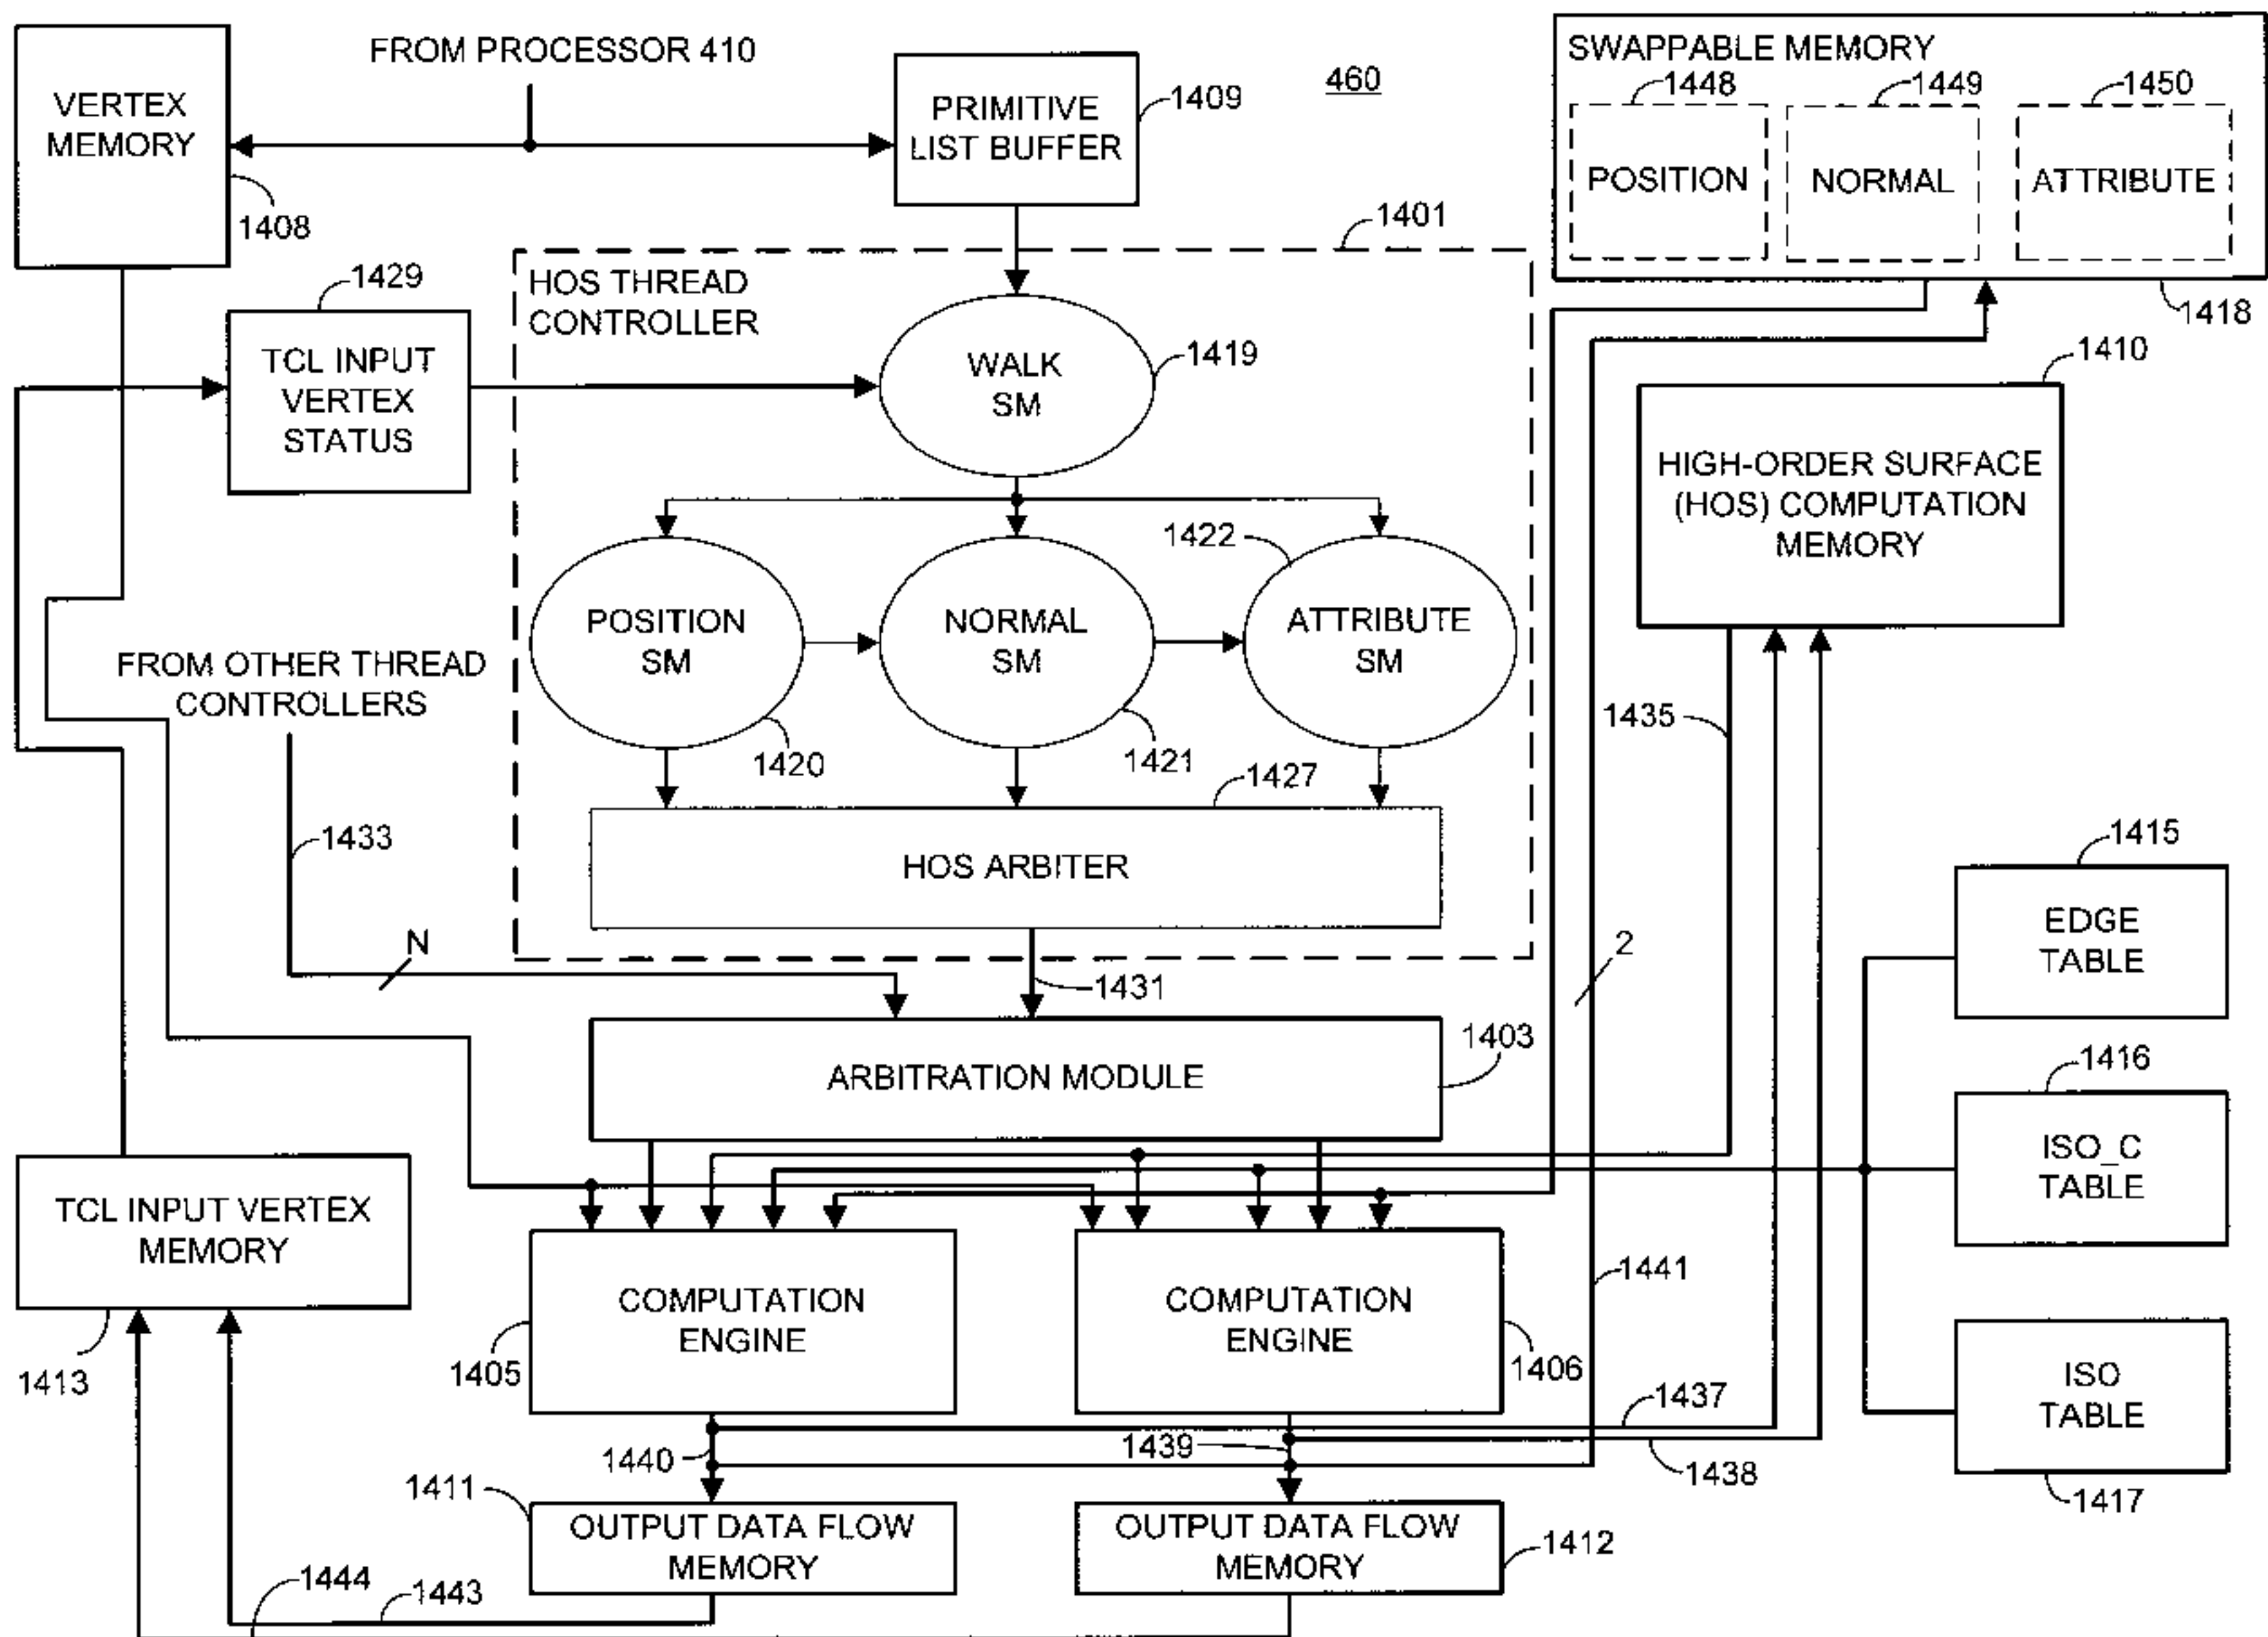 FROM PROCESSOR 410
VERTEX
MEMORY
1408
PRIMITIVE
LIST BUFFER
1409
460
SWAPPABLE MEMORY
1448
1449
1450
POSITION
NORMAL
ATTRIBUTE
1418
1401
1429
TCL INPUT
VERTEX
STATUS
HOS THREAD
CONTROLLER
WALK
SM
1419
1410
HIGH-ORDER SURFACE
(HOS) COMPUTATION
MEMORY
1422
POSITION
SM
NORMAL
SM
ATTRIBUTE
SM
1420
1421
1427
FROM OTHER THREAD
CONTROLLERS
1435
1433
HOS ARBITER
N
2
1431
1415
EDGE
TABLE
ARBITRATION MODULE
1403
1416
ISO_C
TABLE
TCL INPUT VERTEX
MEMORY
1413
COMPUTATION
ENGINE
1405
COMPUTATION
ENGINE
1406
1441
ISO
TABLE
1417
1437
1440
1439
1438
1411
OUTPUT DATA FLOW
MEMORY
OUTPUT DATA FLOW
MEMORY
1412
1444
1443